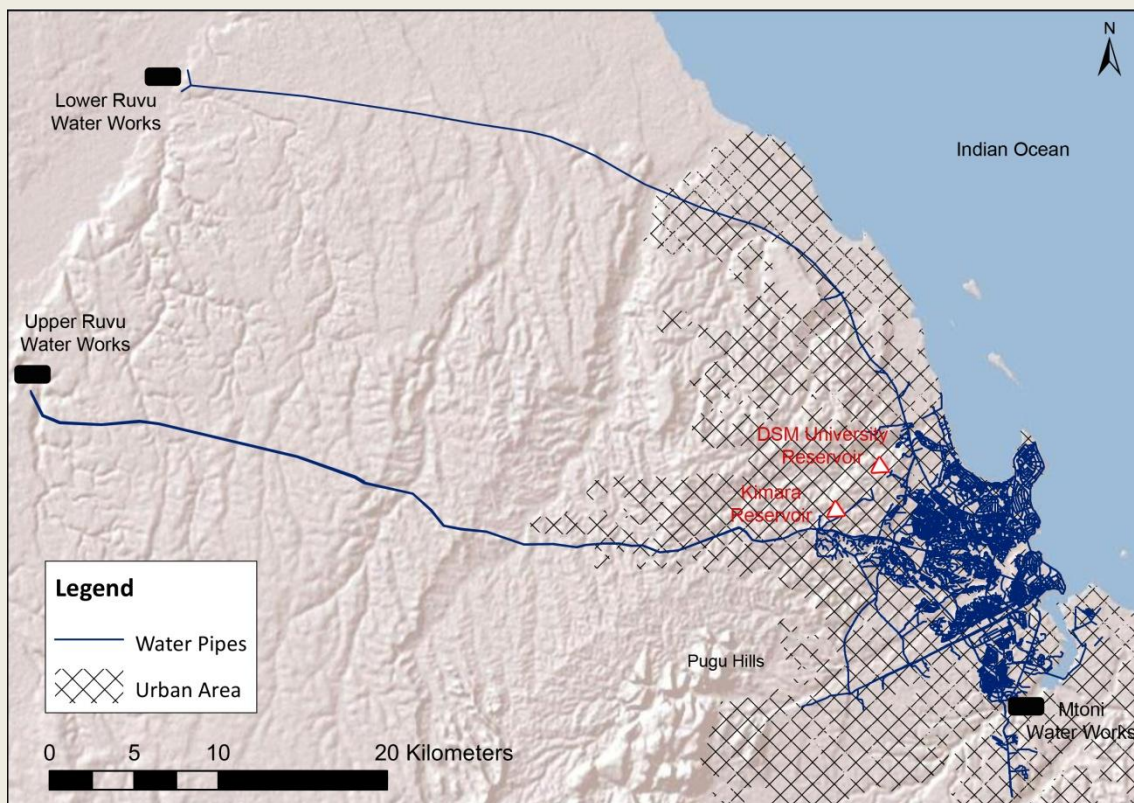 N
Lower Ruvu
Water Works
Indian Ocean
Upper Ruvu
Water Works
DSM University
Reservoir
Kimara
Reservoir
Legend
Water Pipes
Urban Area
Pugu Hills
Mtoni
Water Works
0 5 10 20 Kilometers